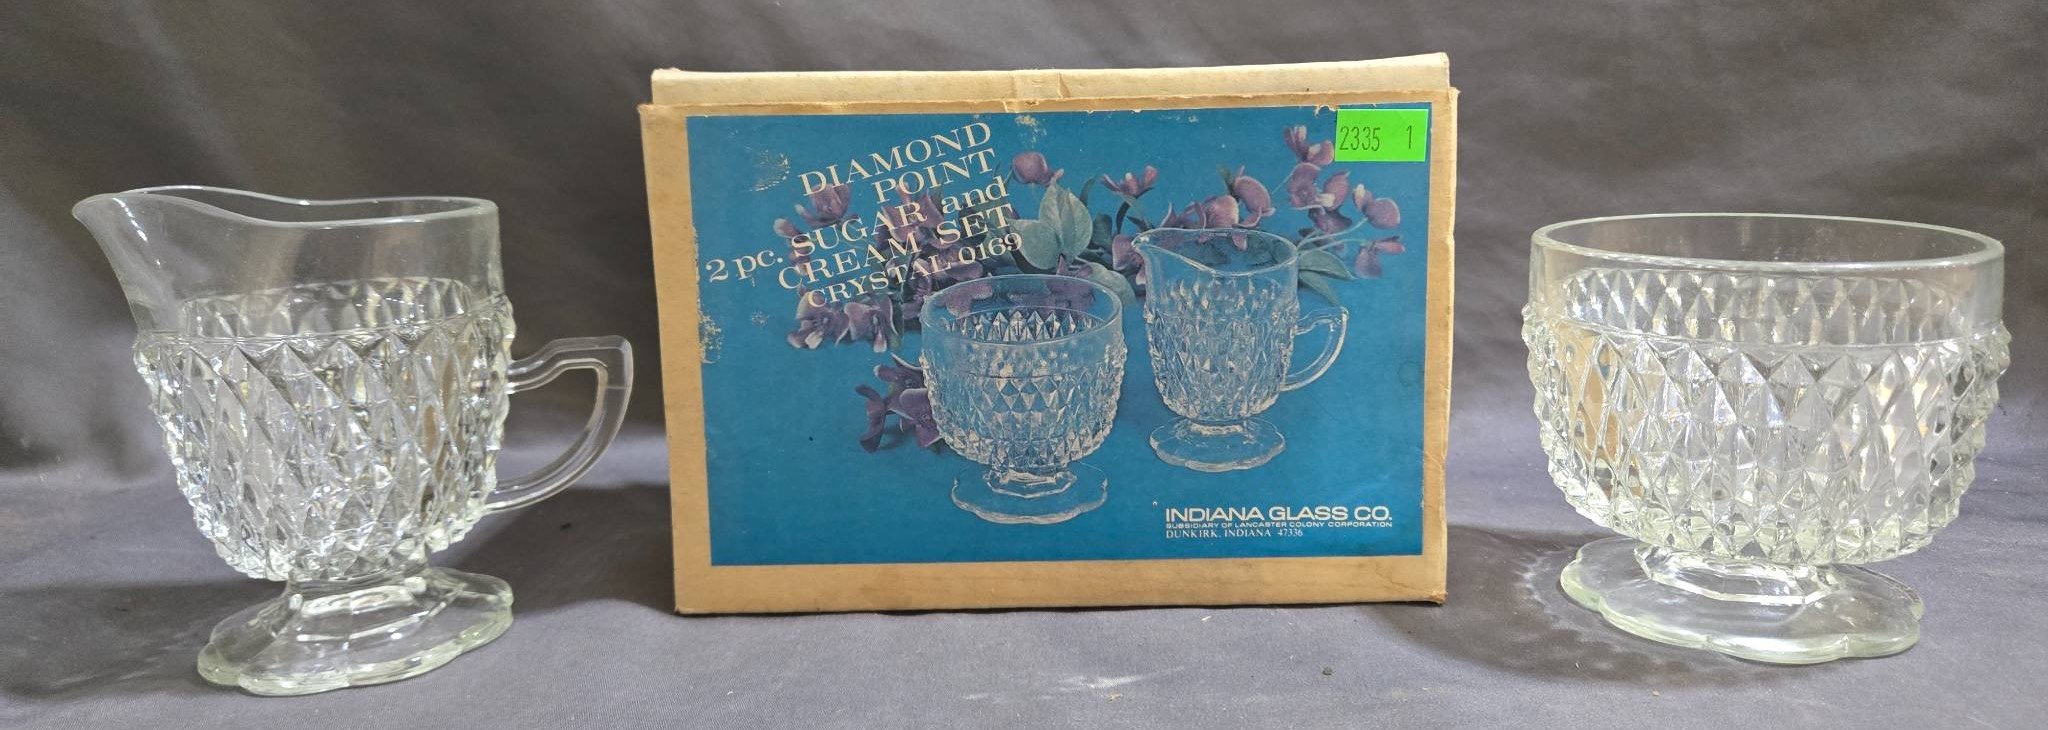 DIAMOND
POINT
2 pc. SUGAR and
CREAM SET
CRYSTAL 0169
2335 1
INDIANA GLASS CO.
SUBSIDIARY OF LANCASTER COLONY CORPORATION
DUNKIRK, INDIANA 47336